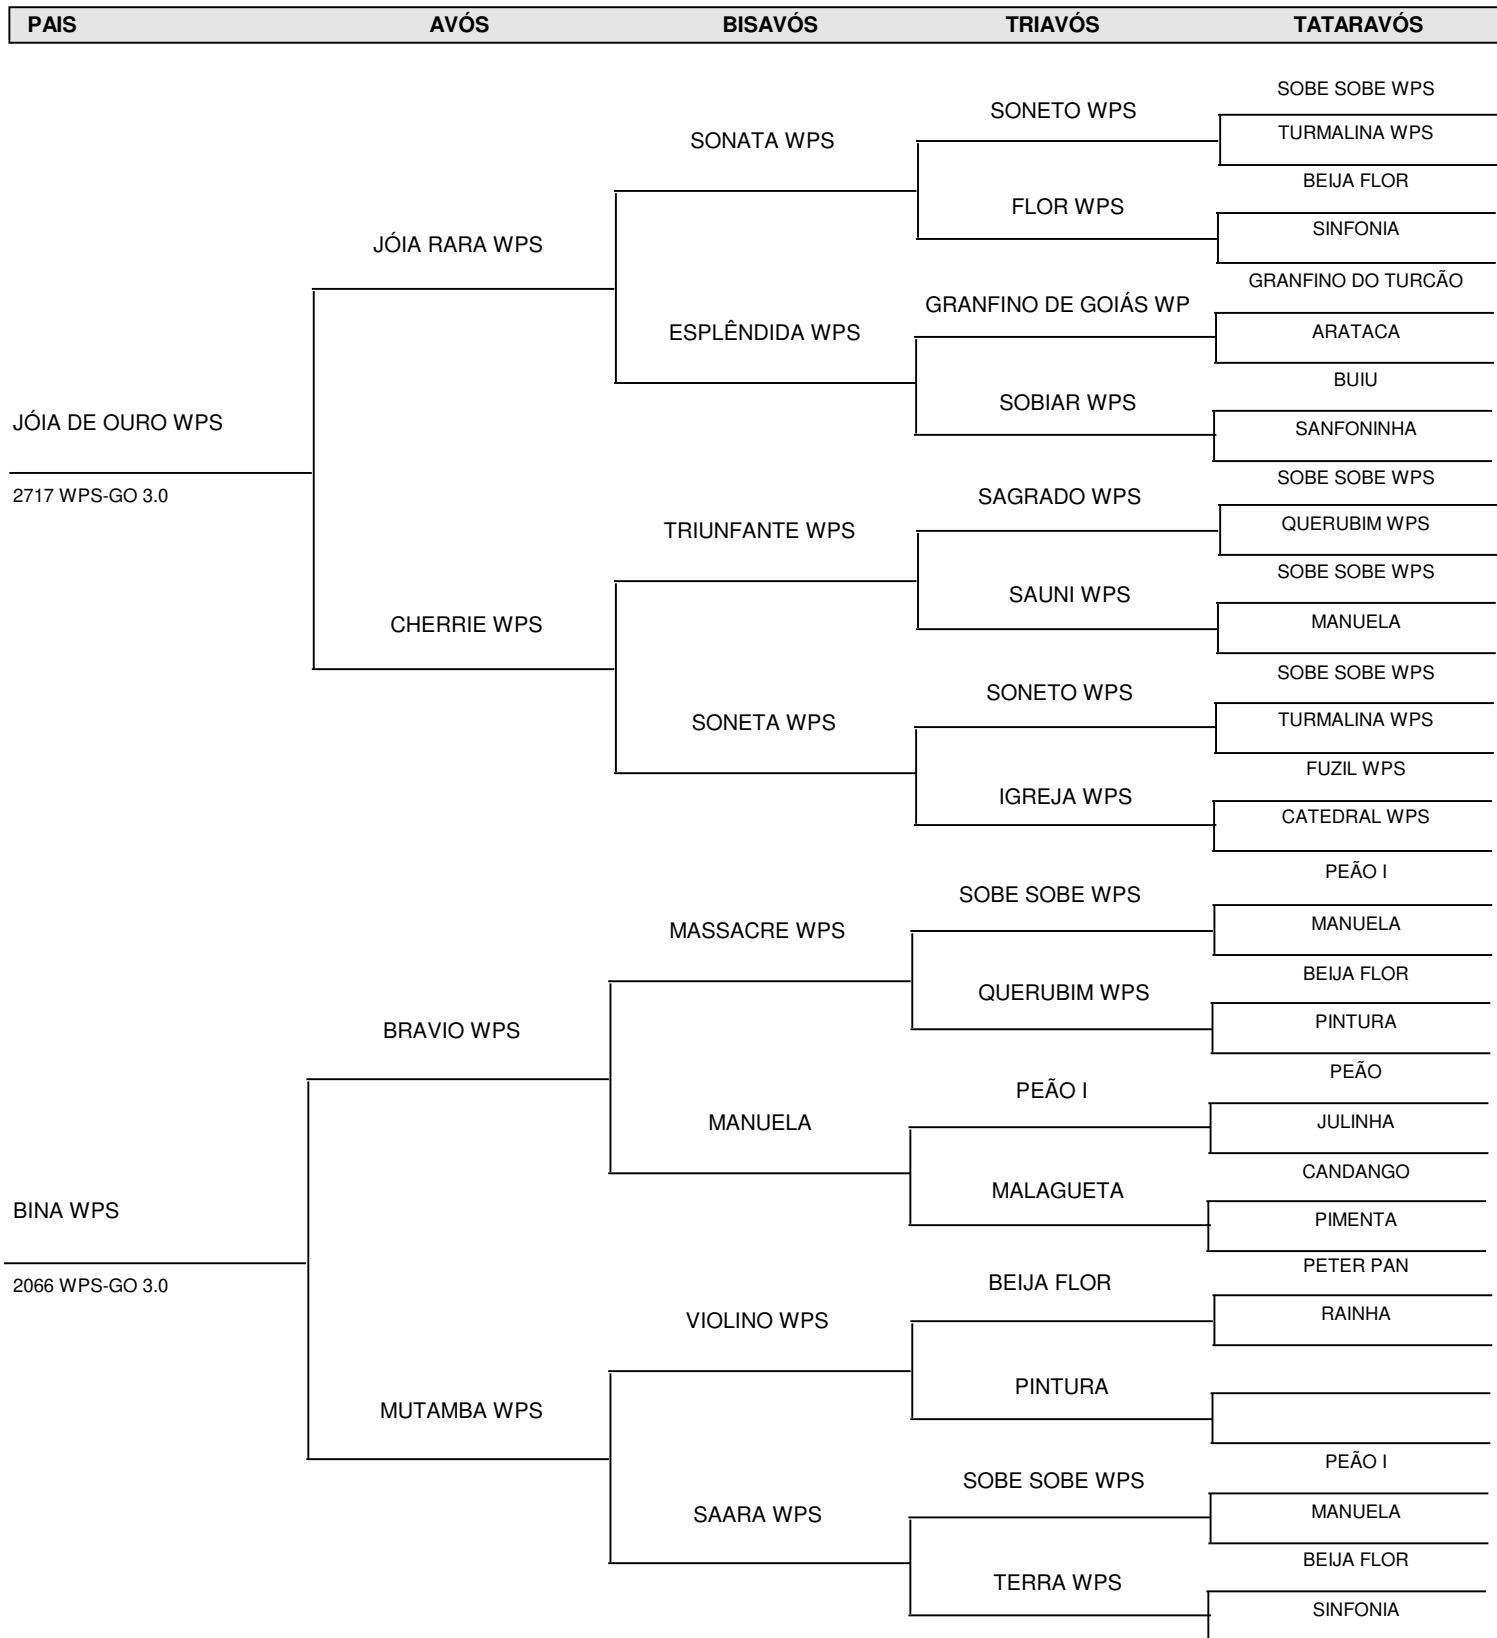 PAIS AVÓS BISAVÓS TRIAVÓS TATARAVÓS
SOBE SOBE WPS
SONETO WPS
TURMALINA WPS
SONATA WPS
BEIJA FLOR
FLOR WPS
SINFONIA
JÓIA RARA WPS
GRANFINO DO TURCÃO
GRANFINO DE GOIÁS WP
ARATACA
ESPLÊNDIDA WPS
BUIU
SOBIAR WPS
JÓIA DE OURO WPS
SANFONINHA
SOBE SOBE WPS
2717 WPS-GO 3.0
SAGRADO WPS
QUERUBIM WPS
TRIUNFANTE WPS
SOBE SOBE WPS
SAUNI WPS
MANUELA
CHERRIE WPS
SOBE SOBE WPS
SONETO WPS
TURMALINA WPS
SONETA WPS
FUZIL WPS
IGREJA WPS
CATEDRAL WPS
PEÃO I
SOBE SOBE WPS
MANUELA
MASSACRE WPS
BEIJA FLOR
QUERUBIM WPS
PINTURA
BRAVIO WPS
PEÃO
PEÃO I
JULINHA
MANUELA
CANDANGO
MALAGUETA
BINA WPS
PIMENTA
PETER PAN
2066 WPS-GO 3.0
BEIJA FLOR
RAINHA
VIOLINO WPS
PINTURA
MUTAMBA WPS
PEÃO I
SOBE SOBE WPS
MANUELA
SAARA WPS
BEIJA FLOR
TERRA WPS
SINFONIA